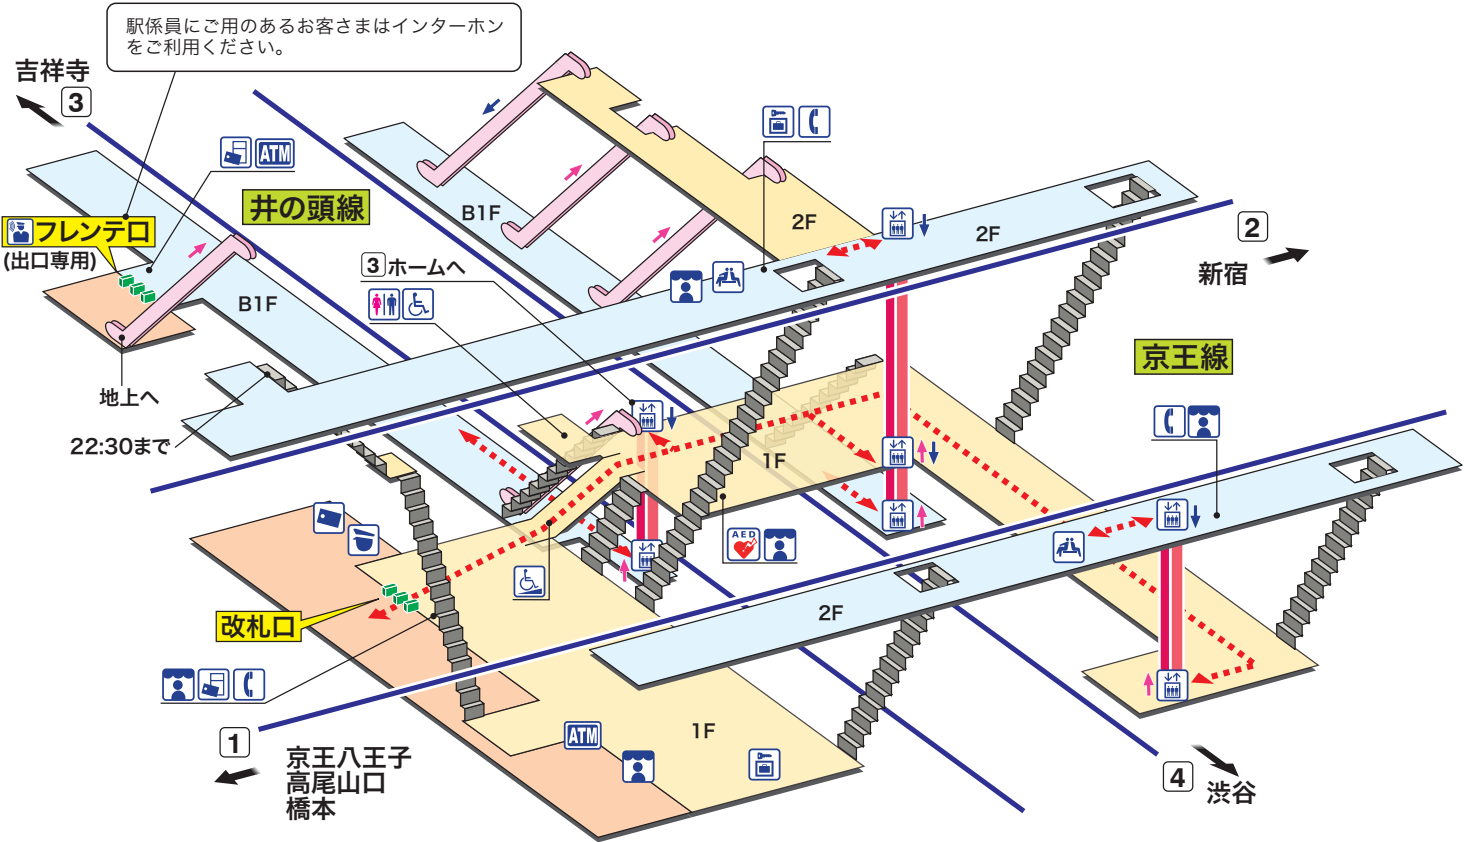 駅係員にご用のあるお客さまはインターホン
をご利用ください。
吉祥寺
3
ATM
井の頭線
フレンテ口
(出口専用)
B1F
2F
2F
2
新宿
3 ホームへ
B1F
地上へ
京王線
22:30まで
1F
AED
改札口
2F
1F
ATM
1
京王八王子
高尾山口
橋本
4
渋谷